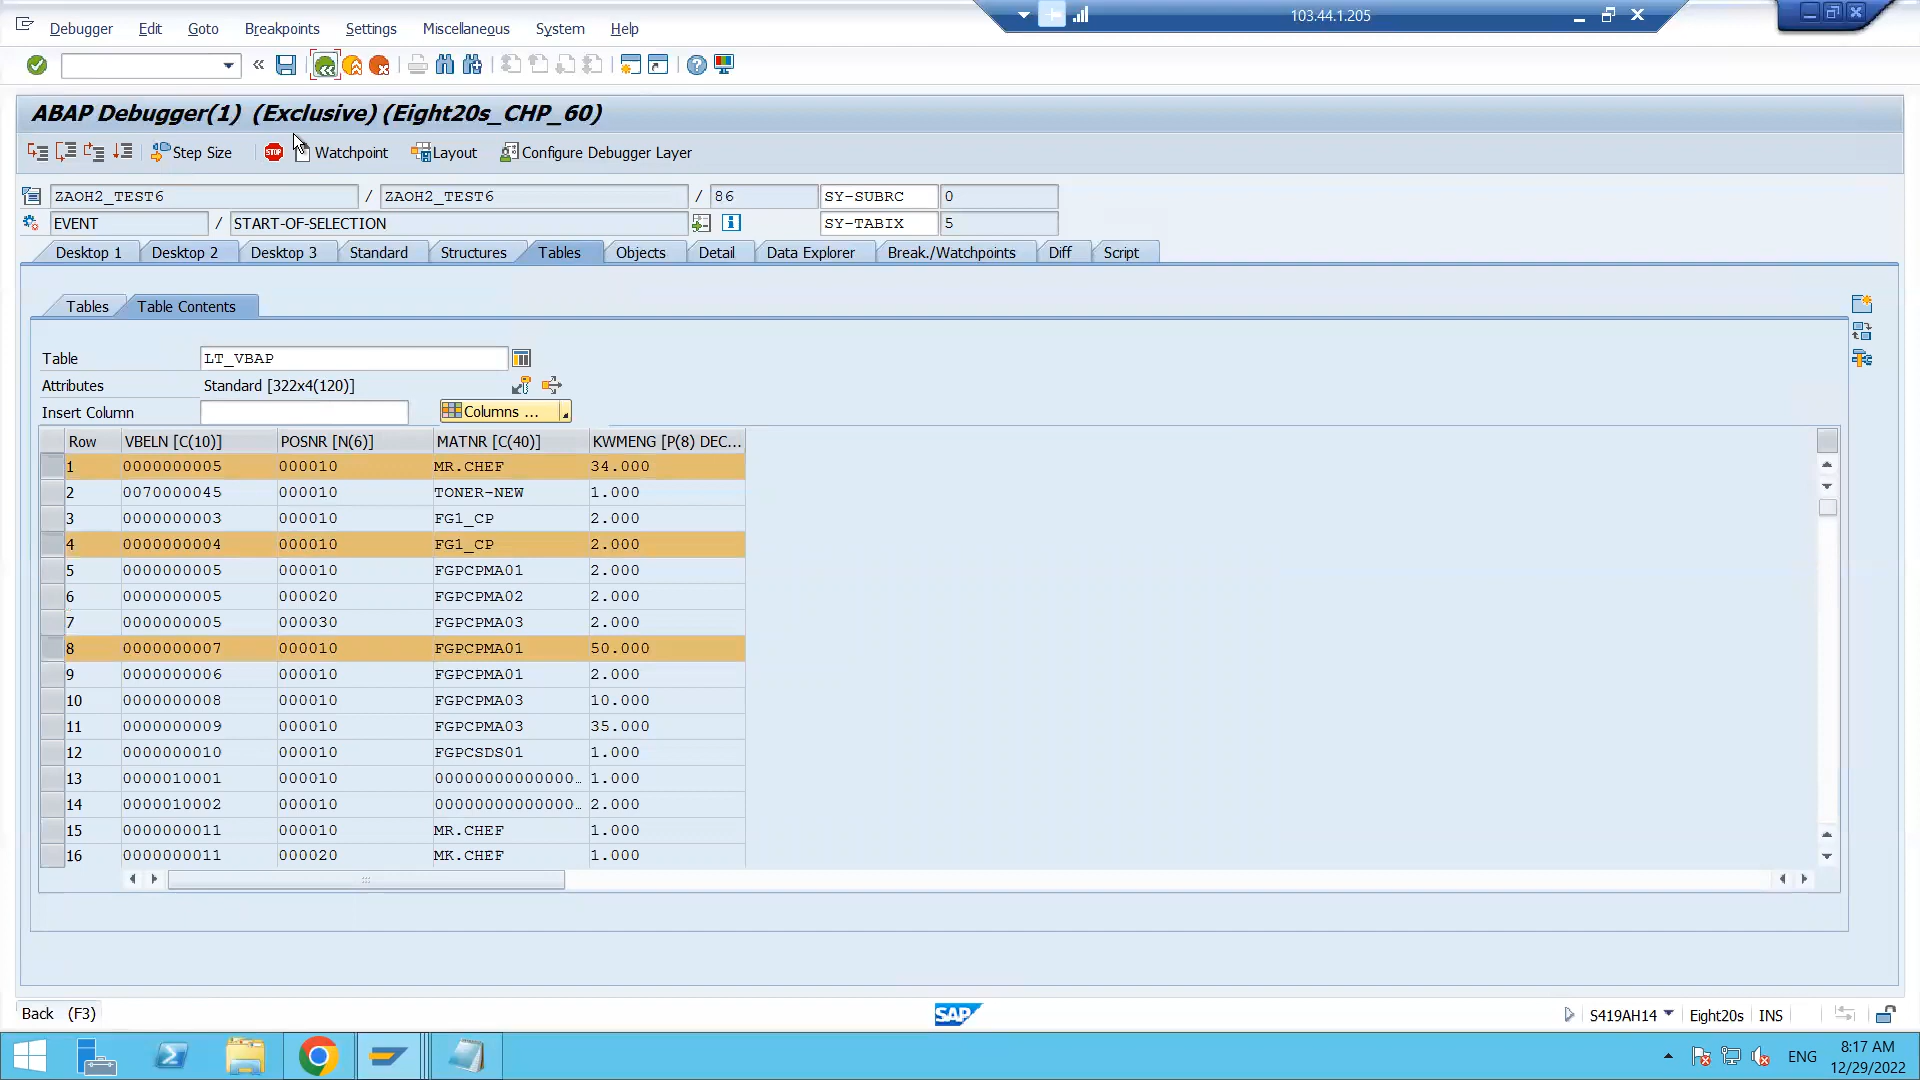 103.44.1.205
Debugger Edit Goto Breakpoints Settings Miscellaneous System Help
ABAP Debugger(1) (Exclusive) (Eight20s_CHP_60)
Step Size STOP Watchpoint Layout Configure Debugger Layer
ZAOH2_TEST6 / ZAOH2_TEST6 / 86 SY-SUBRC 0
EVENT / START-OF-SELECTION SY-TABIX 5
Desktop 1 Desktop 2 Desktop 3 Standard Structures Tables Objects Detail Data Explorer Break./Watchpoints Diff Script
Tables Table Contents
Table LT_VBAP
Attributes Standard [322x4(120)]
Insert Column Columns ...
Row VBELN [C(10)] POSNR [N(6)] MATNR [C(40)] KWMENG [P(8) DEC...
1 0000000005 000010 MR.CHEF 34.000
2 0070000045 000010 TONER-NEW 1.000
3 0000000003 000010 FG1_CP 2.000
4 0000000004 000010 FG1_CP 2.000
5 0000000005 000010 FGPCPMA01 2.000
6 0000000005 000020 FGPCPMA02 2.000
7 0000000005 000030 FGPCPMA03 2.000
8 0000000007 000010 FGPCPMA01 50.000
9 0000000006 000010 FGPCPMA01 2.000
10 0000000008 000010 FGPCPMA03 10.000
11 0000000009 000010 FGPCPMA03 35.000
12 0000000010 000010 FGPCSDS01 1.000
13 0000010001 000010 00000000000000... 1.000
14 0000010002 000010 00000000000000... 2.000
15 0000000011 000010 MR.CHEF 1.000
16 0000000011 000020 MK.CHEF 1.000
Back (F3) SAP S419AH14 Eight20s INS
ENG 8:17 AM
12/29/2022